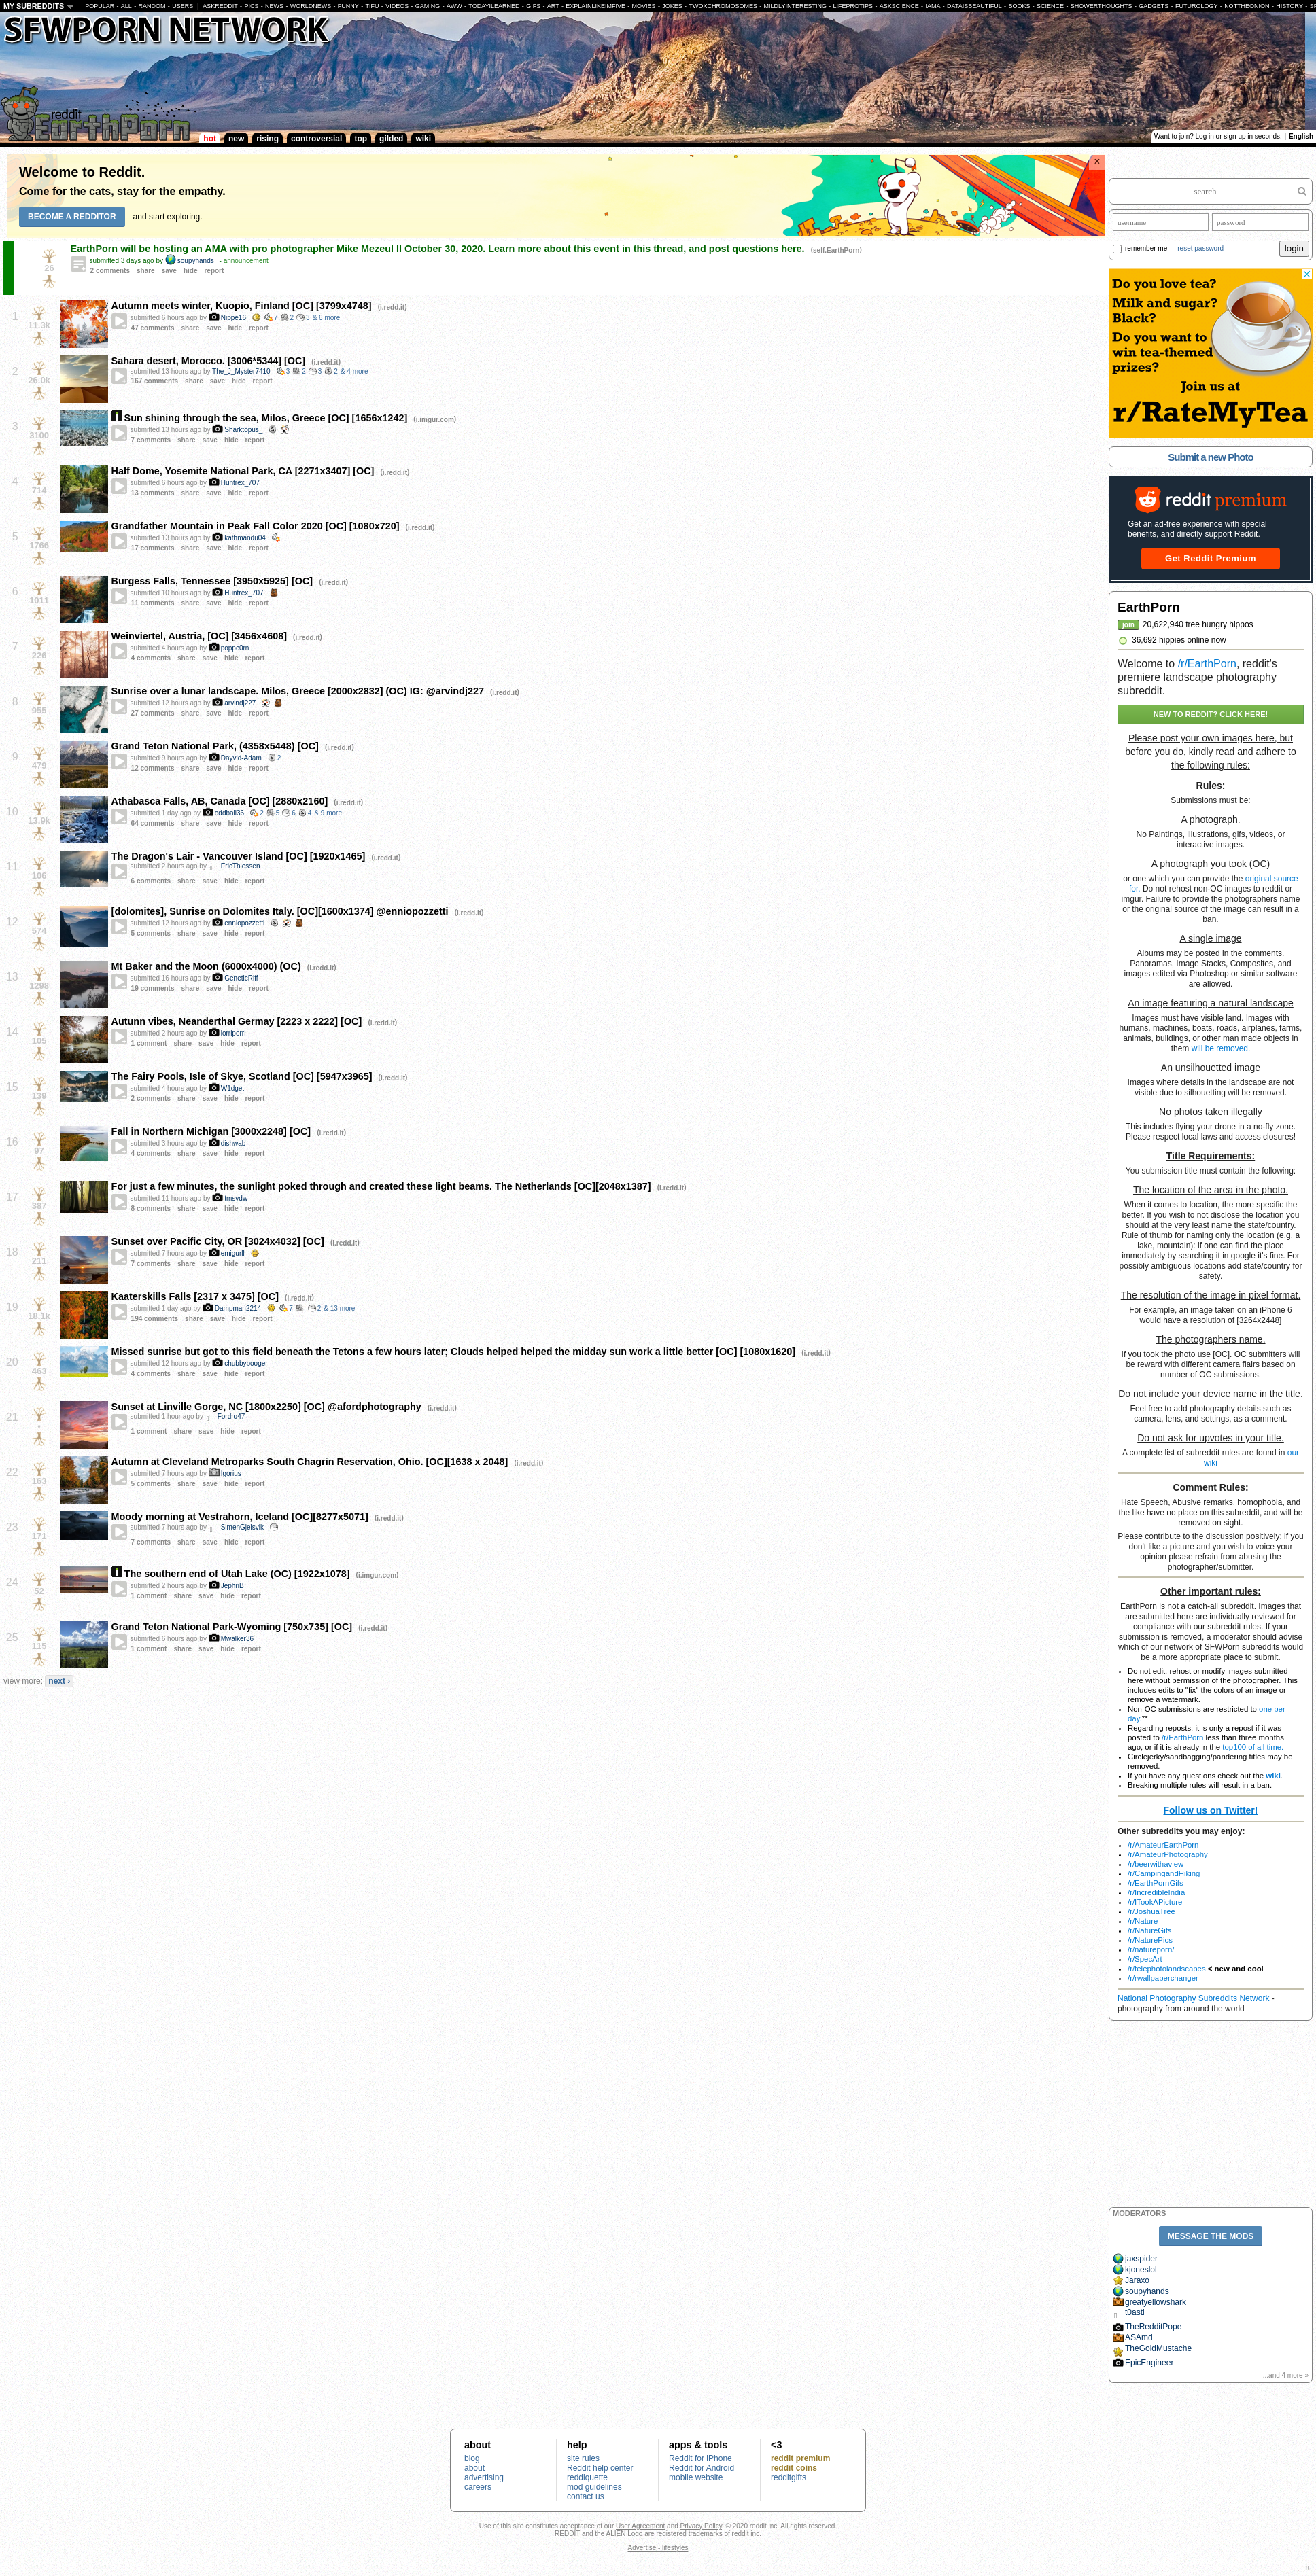 MY SUBREDDITS POPULAR - ALL - RANDOM - USERS | ASKREDDIT - PICS - NEWS - WORLDNEWS - FUNNY - TIFU - VIDEOS - GAMING - AWW - TODAYILEARNED - GIFS - ART - EXPLAINLIKEIMFIVE - MOVIES - JOKES - TWOXCHROMOSOMES - MILDLYINTERESTING - LIFEPROTIPS - ASKSCIENCE - IAMA - DATAISBEAUTIFUL - BOOKS - SCIENCE - SHOWERTHOUGHTS - GADGETS - FUTUROLOGY - NOTTHEONION - HISTORY - SP
SFWPORN NETWORK
reddit
EarthPorn
hot new rising controversial top gilded wiki
Want to join? Log in or sign up in seconds. | English
Welcome to Reddit.
Come for the cats, stay for the empathy.
BECOME A REDDITOR and start exploring.
×
EarthPorn will be hosting an AMA with pro photographer Mike Mezeul II October 30, 2020. Learn more about this event in this thread, and post questions here. (self.EarthPorn)
26
submitted 3 days ago by soupyhands - announcement
2 comments share save hide report
1
11.3k
Autumn meets winter, Kuopio, Finland [OC] [3799x4748] (i.redd.it)
submitted 6 hours ago by Nippe16 7 2 3 & 6 more
47 comments share save hide report
2
26.0k
Sahara desert, Morocco. [3006*5344] [OC] (i.redd.it)
submitted 13 hours ago by The_J_Myster7410 3 2 3 2 & 4 more
167 comments share save hide report
3
3100
Sun shining through the sea, Milos, Greece [OC] [1656x1242] (i.imgur.com)
submitted 13 hours ago by Sharktopus_
7 comments share save hide report
4
714
Half Dome, Yosemite National Park, CA [2271x3407] [OC] (i.redd.it)
submitted 6 hours ago by Huntrex_707
13 comments share save hide report
5
1766
Grandfather Mountain in Peak Fall Color 2020 [OC] [1080x720] (i.redd.it)
submitted 13 hours ago by kathmandu04
17 comments share save hide report
6
1011
Burgess Falls, Tennessee [3950x5925] [OC] (i.redd.it)
submitted 10 hours ago by Huntrex_707
11 comments share save hide report
7
226
Weinviertel, Austria, [OC] [3456x4608] (i.redd.it)
submitted 4 hours ago by poppc0rn
4 comments share save hide report
8
955
Sunrise over a lunar landscape. Milos, Greece [2000x2832] (OC) IG: @arvindj227 (i.redd.it)
submitted 12 hours ago by arvindj227
27 comments share save hide report
9
479
Grand Teton National Park, (4358x5448) [OC] (i.redd.it)
submitted 9 hours ago by Dayvid-Adam 2
12 comments share save hide report
10
13.9k
Athabasca Falls, AB, Canada [OC] [2880x2160] (i.redd.it)
submitted 1 day ago by oddball36 2 5 6 4 & 9 more
64 comments share save hide report
11
106
The Dragon's Lair - Vancouver Island [OC] [1920x1465] (i.redd.it)
submitted 2 hours ago by EricThiessen
6 comments share save hide report
12
574
[dolomites], Sunrise on Dolomites Italy. [OC][1600x1374] @enniopozzetti (i.redd.it)
submitted 12 hours ago by enniopozzetti
5 comments share save hide report
13
1298
Mt Baker and the Moon (6000x4000) (OC) (i.redd.it)
submitted 16 hours ago by GeneticRiff
19 comments share save hide report
14
105
Autunn vibes, Neanderthal Germay [2223 x 2222] [OC] (i.redd.it)
submitted 2 hours ago by lorriporri
1 comment share save hide report
15
139
The Fairy Pools, Isle of Skye, Scotland [OC] [5947x3965] (i.redd.it)
submitted 4 hours ago by W1dget
2 comments share save hide report
16
97
Fall in Northern Michigan [3000x2248] [OC] (i.redd.it)
submitted 3 hours ago by dishwab
4 comments share save hide report
17
387
For just a few minutes, the sunlight poked through and created these light beams. The Netherlands [OC][2048x1387] (i.redd.it)
submitted 11 hours ago by tmsvdw
8 comments share save hide report
18
211
Sunset over Pacific City, OR [3024x4032] [OC] (i.redd.it)
submitted 7 hours ago by emigurll
7 comments share save hide report
19
18.1k
Kaaterskills Falls [2317 x 3475] [OC] (i.redd.it)
submitted 1 day ago by Dampman2214 7 2 & 13 more
194 comments share save hide report
20
463
Missed sunrise but got to this field beneath the Tetons a few hours later; Clouds helped helped the midday sun work a little better [OC] [1080x1620] (i.redd.it)
submitted 12 hours ago by chubbybooger
4 comments share save hide report
21
•
Sunset at Linville Gorge, NC [1800x2250] [OC] @afordphotography (i.redd.it)
submitted 1 hour ago by Fordro47
1 comment share save hide report
22
163
Autumn at Cleveland Metroparks South Chagrin Reservation, Ohio. [OC][1638 x 2048] (i.redd.it)
submitted 7 hours ago by Igorius
5 comments share save hide report
23
171
Moody morning at Vestrahorn, Iceland [OC][8277x5071] (i.redd.it)
submitted 7 hours ago by SimenGjelsvik
7 comments share save hide report
24
52
The southern end of Utah Lake (OC) [1922x1078] (i.imgur.com)
submitted 2 hours ago by JephriB
1 comment share save hide report
25
115
Grand Teton National Park-Wyoming [750x735] [OC] (i.redd.it)
submitted 6 hours ago by Mwalker36
1 comment share save hide report
view more: next ›
search
username password
remember me reset password login
Do you love tea?
Milk and sugar?
Black?
Do you want to
win tea-themed
prizes?
Join us at
r/RateMyTea
Submit a new Photo
reddit premium
Get an ad-free experience with special
benefits, and directly support Reddit.
Get Reddit Premium
EarthPorn
join 20,622,940 tree hungry hippos
36,692 hippies online now
Welcome to /r/EarthPorn, reddit's
premiere landscape photography
subreddit.
NEW TO REDDIT? CLICK HERE!
Please post your own images here, but
before you do, kindly read and adhere to
the following rules:
Rules:
Submissions must be:
A photograph.
No Paintings, illustrations, gifs, videos, or
interactive images.
A photograph you took (OC)
or one which you can provide the original source
for. Do not rehost non-OC images to reddit or
imgur. Failure to provide the photographers name
or the original source of the image can result in a
ban.
A single image
Albums may be posted in the comments.
Panoramas, Image Stacks, Composites, and
images edited via Photoshop or similar software
are allowed.
An image featuring a natural landscape
Images must have visible land. Images with
humans, machines, boats, roads, airplanes, farms,
animals, buildings, or other man made objects in
them will be removed.
An unsilhouetted image
Images where details in the landscape are not
visible due to silhouetting will be removed.
No photos taken illegally
This includes flying your drone in a no-fly zone.
Please respect local laws and access closures!
Title Requirements:
You submission title must contain the following:
The location of the area in the photo.
When it comes to location, the more specific the
better. If you wish to not disclose the location you
should at the very least name the state/country.
Rule of thumb for naming only the location (e.g. a
lake, mountain): if one can find the place
immediately by searching it in google it's fine. For
possibly ambiguous locations add state/country for
safety.
The resolution of the image in pixel format.
For example, an image taken on an iPhone 6
would have a resolution of [3264x2448]
The photographers name.
If you took the photo use [OC]. OC submitters will
be reward with different camera flairs based on
number of OC submissions.
Do not include your device name in the title.
Feel free to add photography details such as
camera, lens, and settings, as a comment.
Do not ask for upvotes in your title.
A complete list of subreddit rules are found in our
wiki
Comment Rules:
Hate Speech, Abusive remarks, homophobia, and
the like have no place on this subreddit, and will be
removed on sight.
Please contribute to the discussion positively; if you
don't like a picture and you wish to voice your
opinion please refrain from abusing the
photographer/submitter.
Other important rules:
EarthPorn is not a catch-all subreddit. Images that
are submitted here are individually reviewed for
compliance with our subreddit rules. If your
submission is removed, a moderator should advise
which of our network of SFWPorn subreddits would
be a more appropriate place to submit.
• Do not edit, rehost or modify images submitted
here without permission of the photographer. This
includes edits to "fix" the colors of an image or
remove a watermark.
• Non-OC submissions are restricted to one per
day.**
• Regarding reposts: it is only a repost if it was
posted to /r/EarthPorn less than three months
ago, or if it is already in the top100 of all time.
• Circlejerky/sandbagging/pandering titles may be
removed.
• If you have any questions check out the wiki.
• Breaking multiple rules will result in a ban.
Follow us on Twitter!
Other subreddits you may enjoy:
• /r/AmateurEarthPorn
• /r/AmateurPhotography
• /r/beerwithaview
• /r/CampingandHiking
• /r/EarthPornGifs
• /r/IncredibleIndia
• /r/ITookAPicture
• /r/JoshuaTree
• /r/Nature
• /r/NatureGifs
• /r/NaturePics
• /r/natureporn/
• /r/SpecArt
• /r/telephotolandscapes < new and cool
• /r/rwallpaperchanger
National Photography Subreddits Network -
photography from around the world
MODERATORS
MESSAGE THE MODS
jaxspider
kjoneslol
Jaraxo
soupyhands
greatyellowshark
t0asti
TheRedditPope
ASAmd
TheGoldMustache
EpicEngineer
...and 4 more »
about
blog
about
advertising
careers
help
site rules
Reddit help center
reddiquette
mod guidelines
contact us
apps & tools
Reddit for iPhone
Reddit for Android
mobile website
<3
reddit premium
reddit coins
redditgifts
Use of this site constitutes acceptance of our User Agreement and Privacy Policy. © 2020 reddit inc. All rights reserved.
REDDIT and the ALIEN Logo are registered trademarks of reddit inc.
Advertise - lifestyles
π